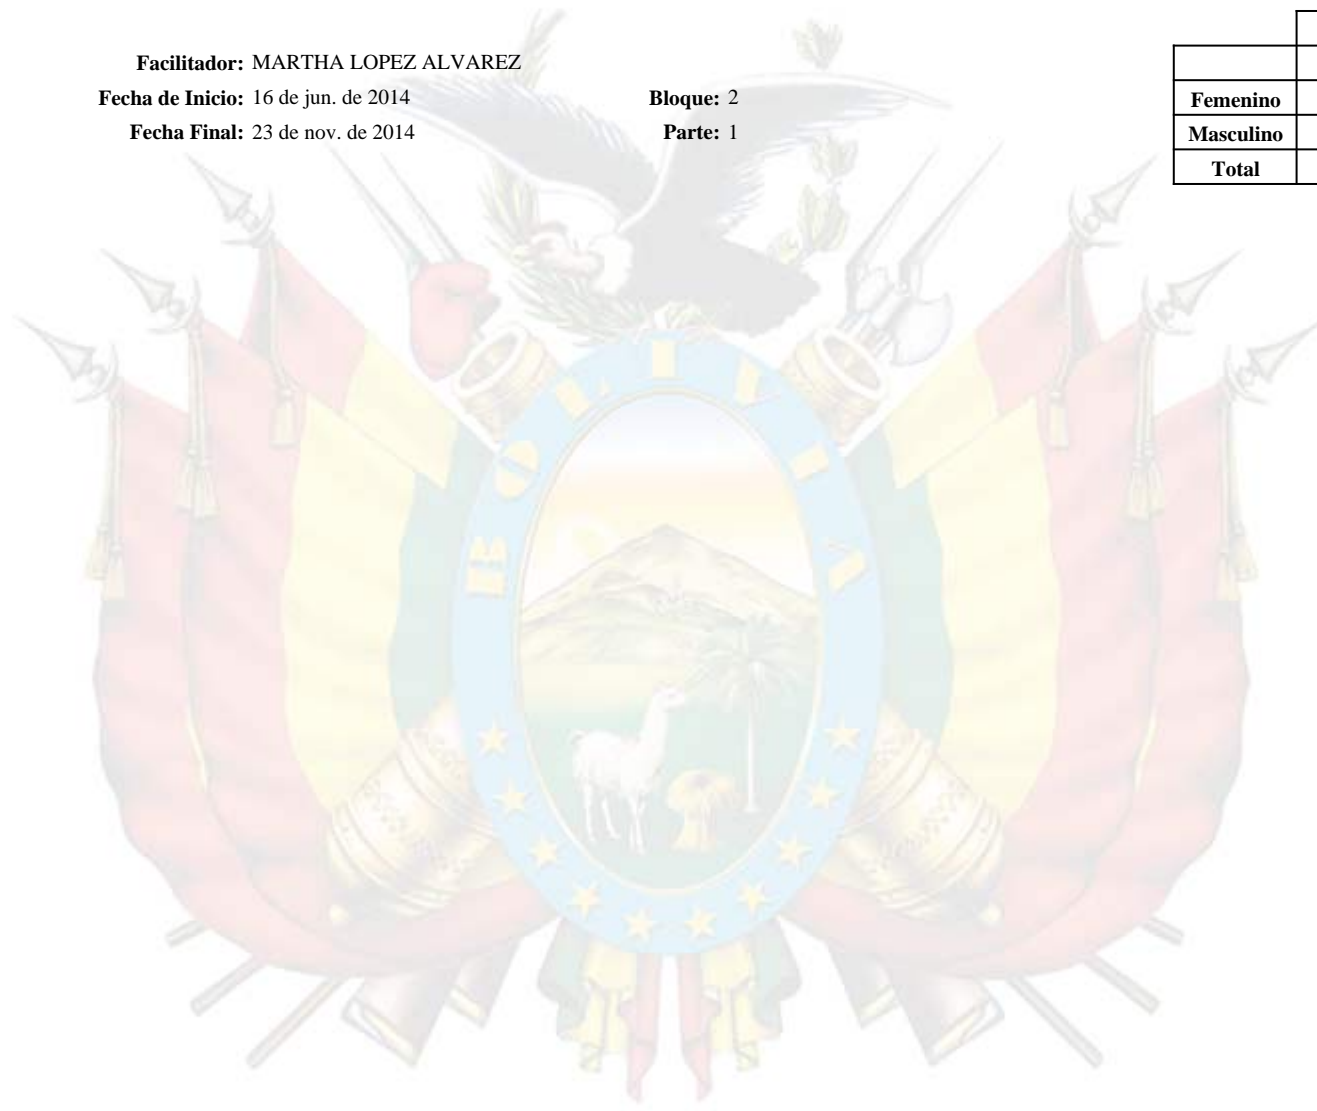 Facilitador: MARTHA LOPEZ ALVAREZ
Fecha de Inicio: 16 de jun. de 2014 Bloque: 2
Fecha Final: 23 de nov. de 2014 Parte: 1
Femenino
Masculino
Total
BOLIVIA